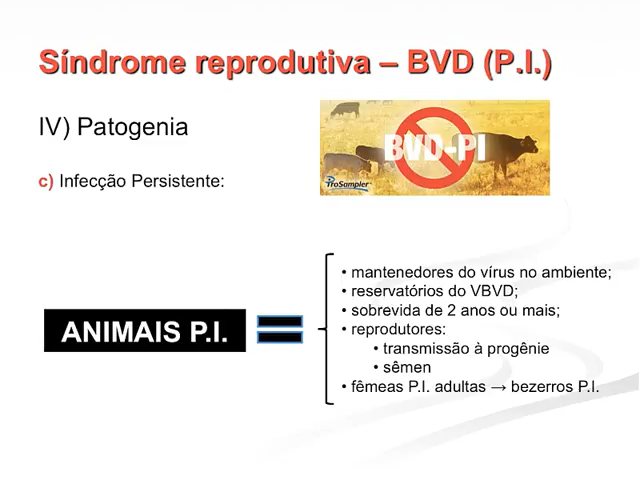 Síndrome reprodutiva – BVD (P.I.)
IV) Patogenia
BVD-PI
ProSampler
c) Infecção Persistente:
ANIMAIS P.I.
=
• mantenedores do vírus no ambiente;
• reservatórios do VBVD;
• sobrevida de 2 anos ou mais;
• reprodutores:
• transmissão à progênie
• sêmen
• fêmeas P.I. adultas → bezerros P.I.